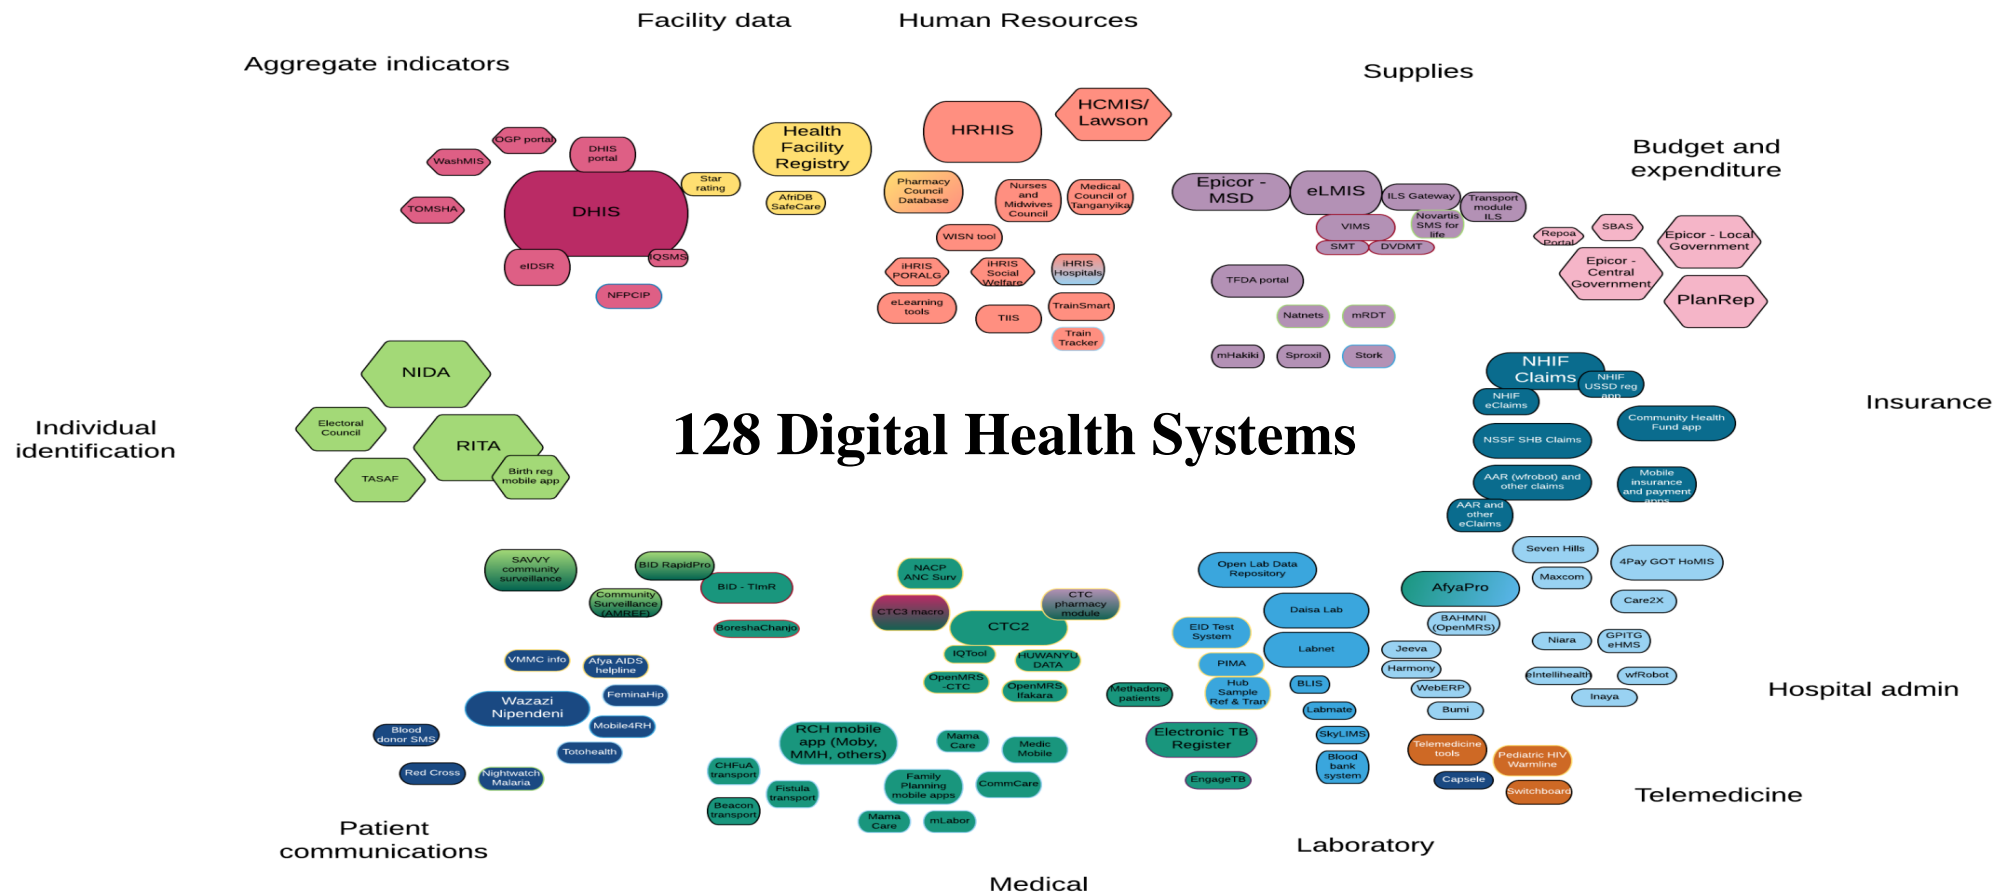 Facility data
Human Resources
Aggregate indicators
Supplies
Budget and
expenditure
OGP portal
WashMIS
DHIS
portal
TOMSHA
DHIS
eIDSR
IQSMS
NFPCIP
Star
rating
Health
Facility
Registry
AfriDB
SafeCare
HRHIS
HCMIS/
Lawson
Pharmacy
Council
Database
Nurses
and
Midwives
Council
Medical
Council of
Tanganyika
WISN tool
iHRIS
PORALG
iHRIS
Social
Welfare
iHRIS
Hospitals
eLearning
tools
TIIS
TrainSmart
Train
Tracker
Epicor -
MSD
eLMIS
ILS Gateway
Transport
module
ILS
VIMS
Novartis
SMS for
life
SMT
DVDMT
TFDA portal
Natnets
mRDT
mHakiki
Sproxil
Stork
Repoa
Portal
SBAS
Epicor - Local
Government
Epicor -
Central
Government
PlanRep
Individual
identification
NIDA
Electoral
Council
RITA
TASAF
Birth reg
mobile app
128 Digital Health Systems
Insurance
NHIF
Claims
NHIF
USSD reg
app
NHIF
eClaims
Community Health
Fund app
NSSF SHB Claims
AAR (wfrobot) and
other claims
Mobile
insurance
and payment
apps
AAR and
other
eClaims
SAVVY
community
surveillance
BID RapidPro
Community
Surveillance
(AMREF)
BID - TImR
BoreshaChanjo
NACP
ANC Surv
CTC3 macro
CTC
pharmacy
module
CTC2
IQTool
HUWANYU
DATA
OpenMRS
-CTC
OpenMRS
Ifakara
Methadone
patients
Open Lab Data
Repository
Daisa Lab
EID Test
System
Labnet
PIMA
Hub
Sample
Ref & Tran
BLIS
Labmate
SkyLIMS
Blood
bank
system
Seven Hills
4Pay GOT HoMIS
Maxcom
AfyaPro
Care2X
BAHMNI
(OpenMRS)
Niara
GPITG
eHMS
Jeeva
Harmony
eIntellihealth
wfRobot
WebERP
Inaya
Bumi
Hospital admin
VMMC info
Afya AIDS
helpline
Wazazi
Nipendeni
FeminaHip
Mobile4RH
Blood
donor SMS
Totohealth
Red Cross
Nightwatch
Malaria
Patient
communications
RCH mobile
app (Moby,
MMH, others)
Mama
Care
Medic
Mobile
CHFuA
transport
Fistula
transport
Family
Planning
mobile apps
CommCare
Beacon
transport
Mama
Care
mLabor
Electronic TB
Register
EngageTB
Medical
Telemedicine
tools
Pediatric HIV
Warmline
Capsele
Switchboard
Telemedicine
Laboratory